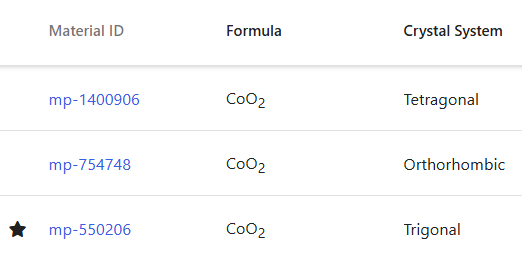 Material ID Formula Crystal System
mp-1400906 CoO₂ Tetragonal
mp-754748 CoO₂ Orthorhombic
mp-550206 CoO₂ Trigonal